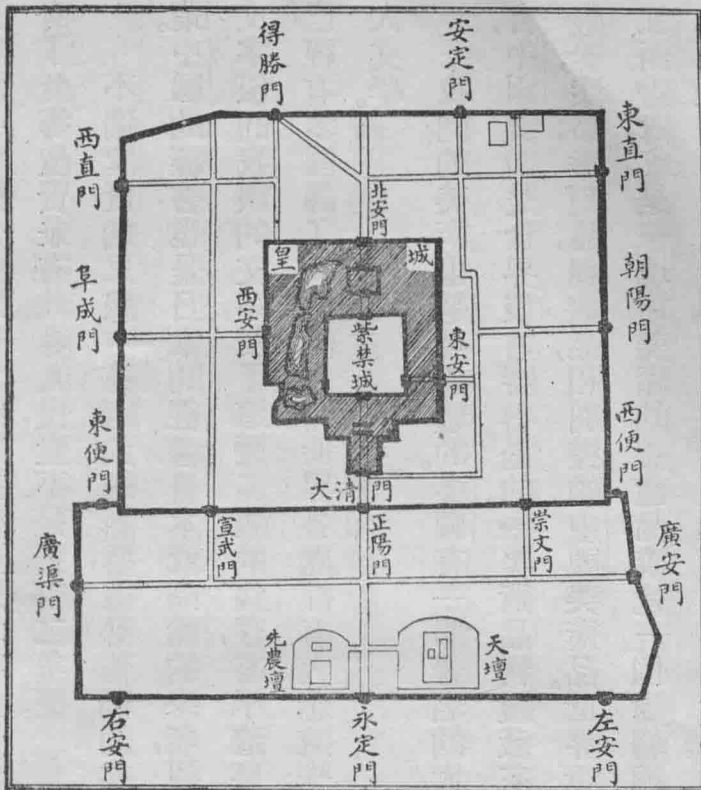 得勝門
安定門
西直門
東直門
北安門
皇
城
阜成門
西安門
紫禁城
東安門
朝陽門
東便門
西便門
大清門
宣武門
正陽門
崇文門
廣渠門
廣安門
先農壇
天壇
右安門
永定門
左安門